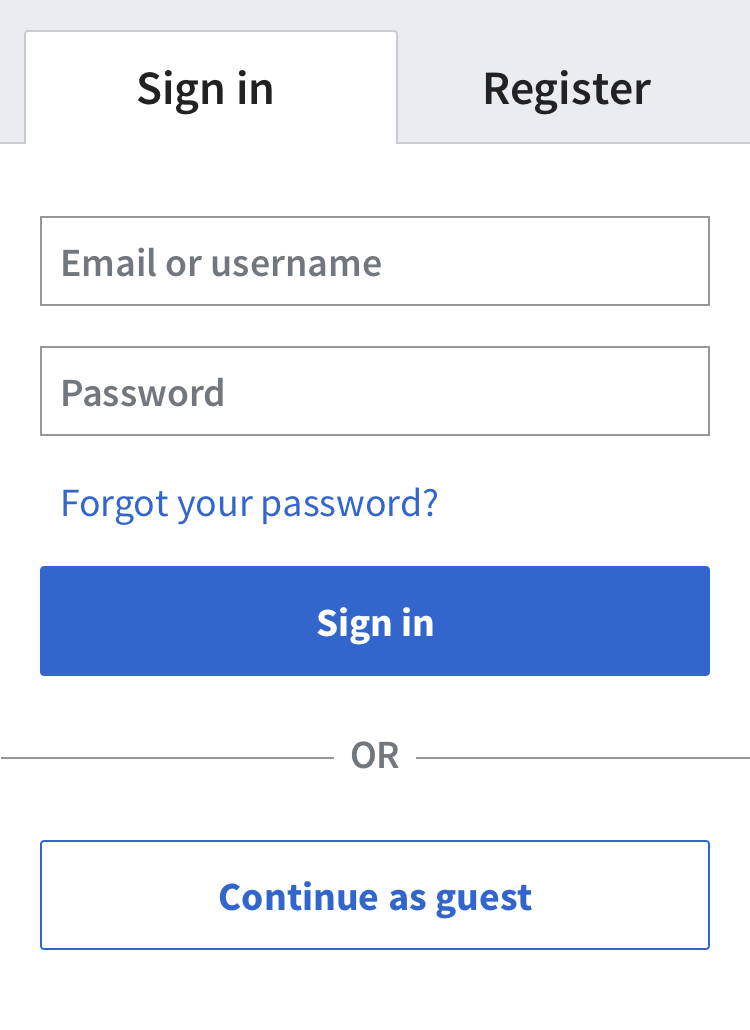 Sign in
Register
Email or username
Password
Forgot your password?
Sign in
OR
Continue as guest